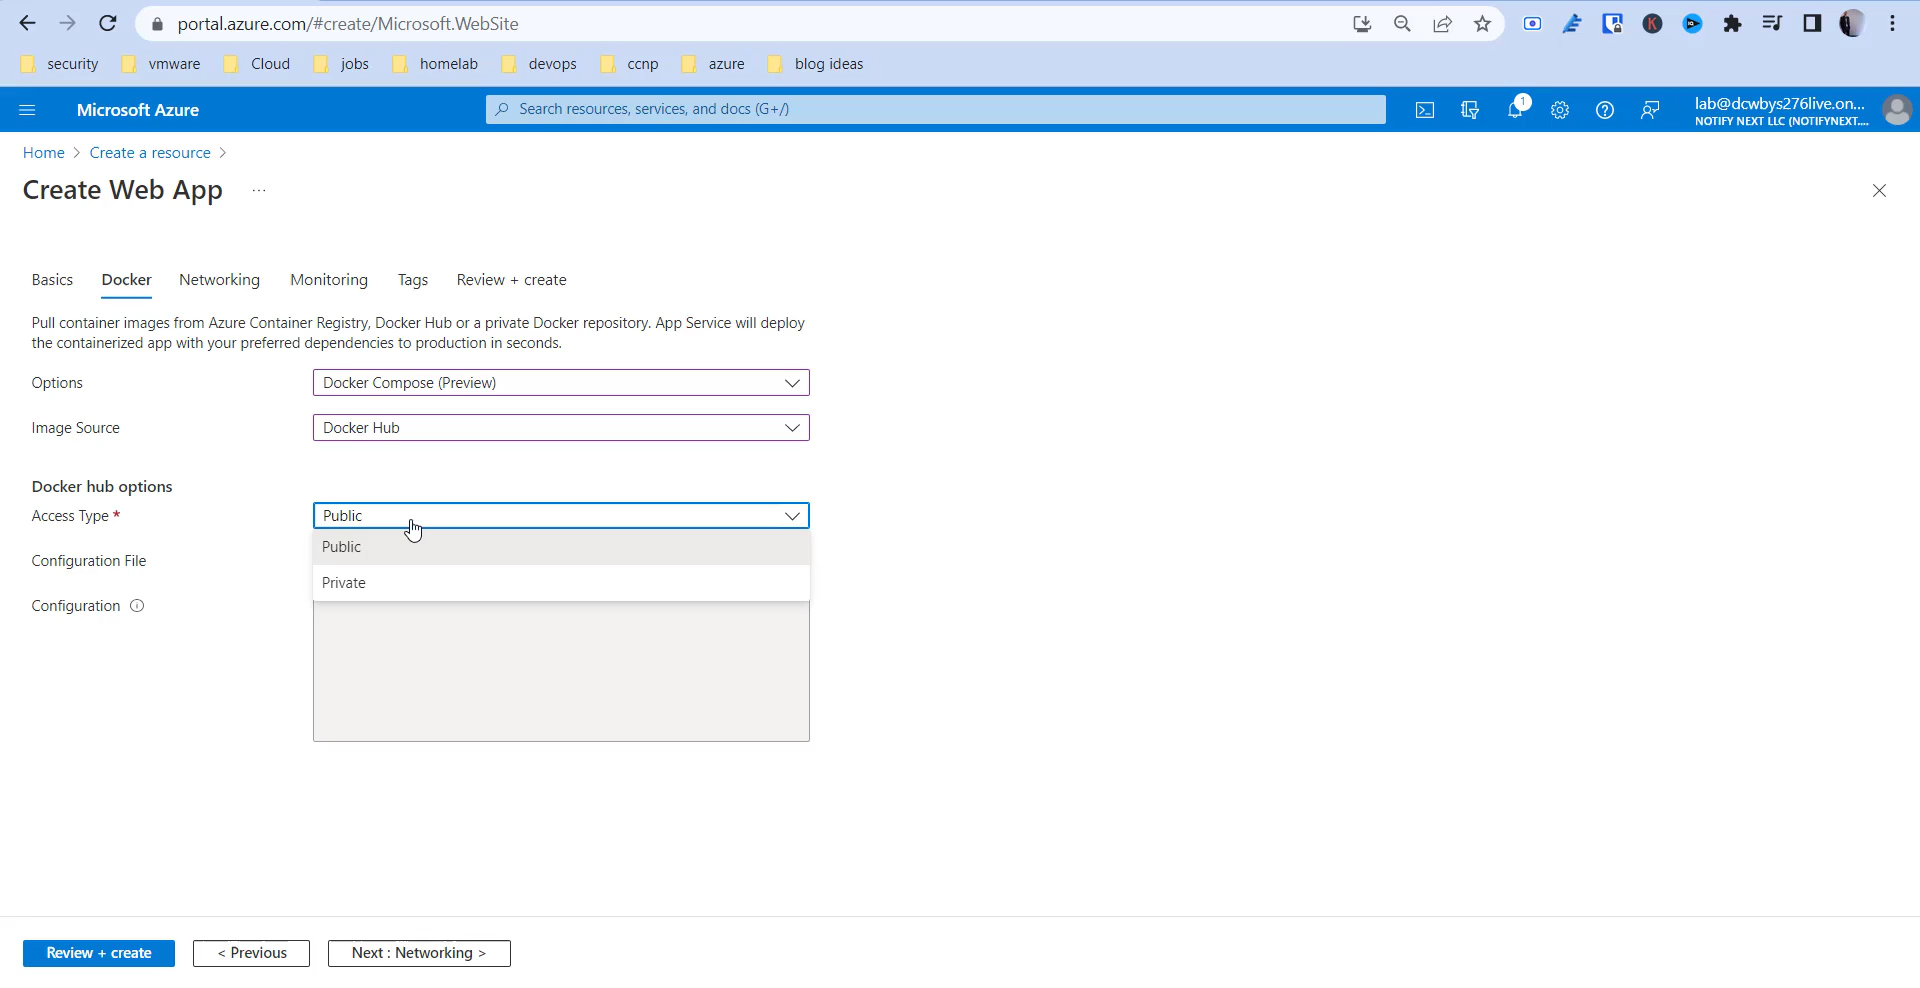 portal.azure.com/#create/Microsoft.WebSite
security vmware Cloud jobs homelab devops ccnp azure blog ideas
Microsoft Azure
Search resources, services, and docs (G+/)
1
lab@dcwbys276live.on...
NOTIFY NEXT LLC (NOTIFYNEXT....
Home > Create a resource >
Create Web App ...
Basics Docker Networking Monitoring Tags Review + create
Pull container images from Azure Container Registry, Docker Hub or a private Docker repository. App Service will deploy
the containerized app with your preferred dependencies to production in seconds.
Options Docker Compose (Preview)
Image Source Docker Hub
Docker hub options
Access Type * Public
Public
Configuration File
Private
Configuration
Review + create < Previous Next : Networking >